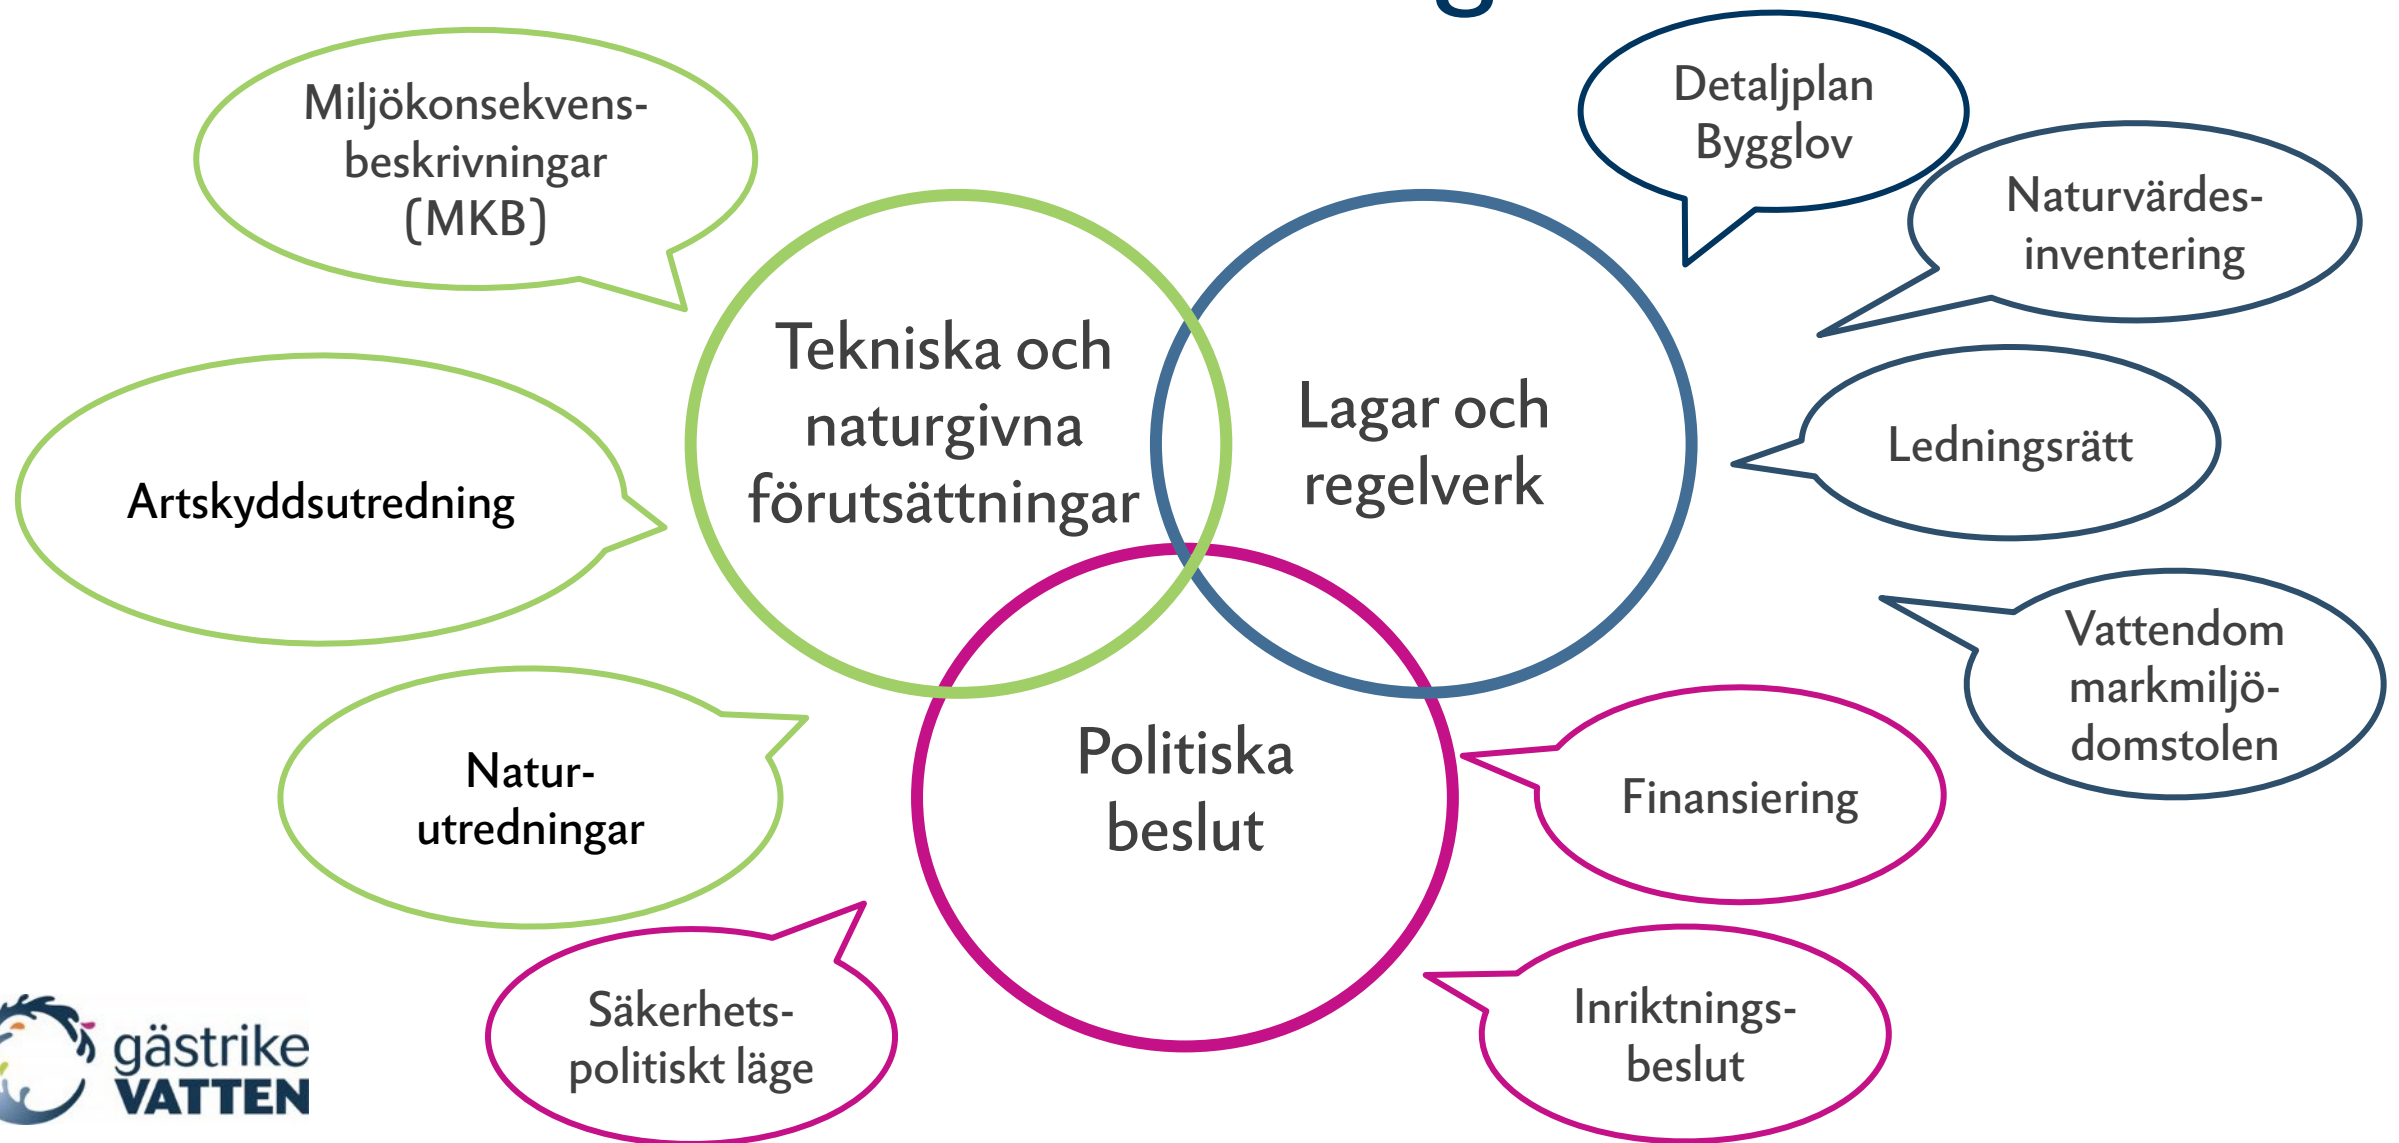 Miljökonsekvens-
beskrivningar
(MKB)
Detaljplan
Bygglov
Naturvärdes-
inventering
Tekniska och
naturgivna
förutsättningar
Lagar och
regelverk
Ledningsrätt
Artskyddsutredning
Vattendom
markmiljö-
domstolen
Natur-
utredningar
Politiska
beslut
Finansiering
Säkerhets-
politiskt läge
Inriktnings-
beslut
gästrike
VATTEN